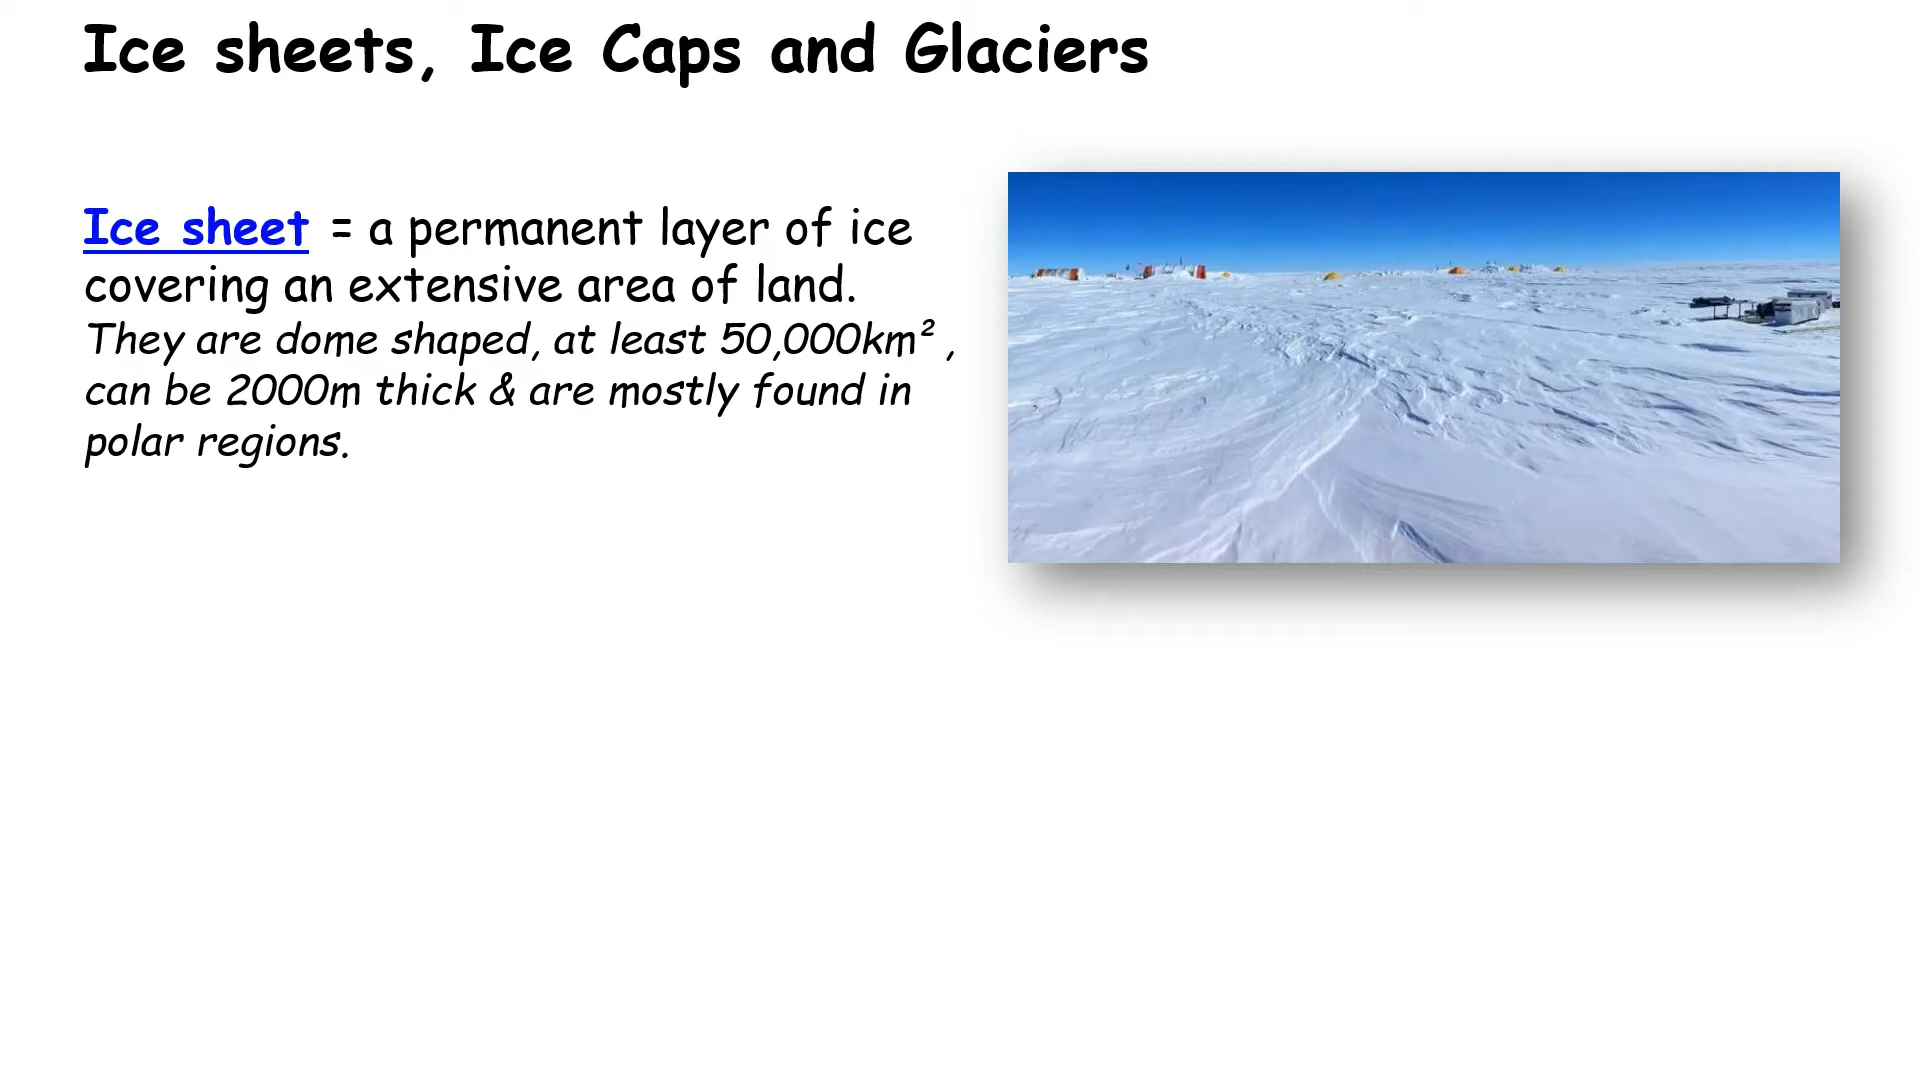 Ice sheets, Ice Caps and Glaciers
Ice sheet = a permanent layer of ice
covering an extensive area of land.
They are dome shaped, at least 50,000km² ,
can be 2000m thick & are mostly found in
polar regions.